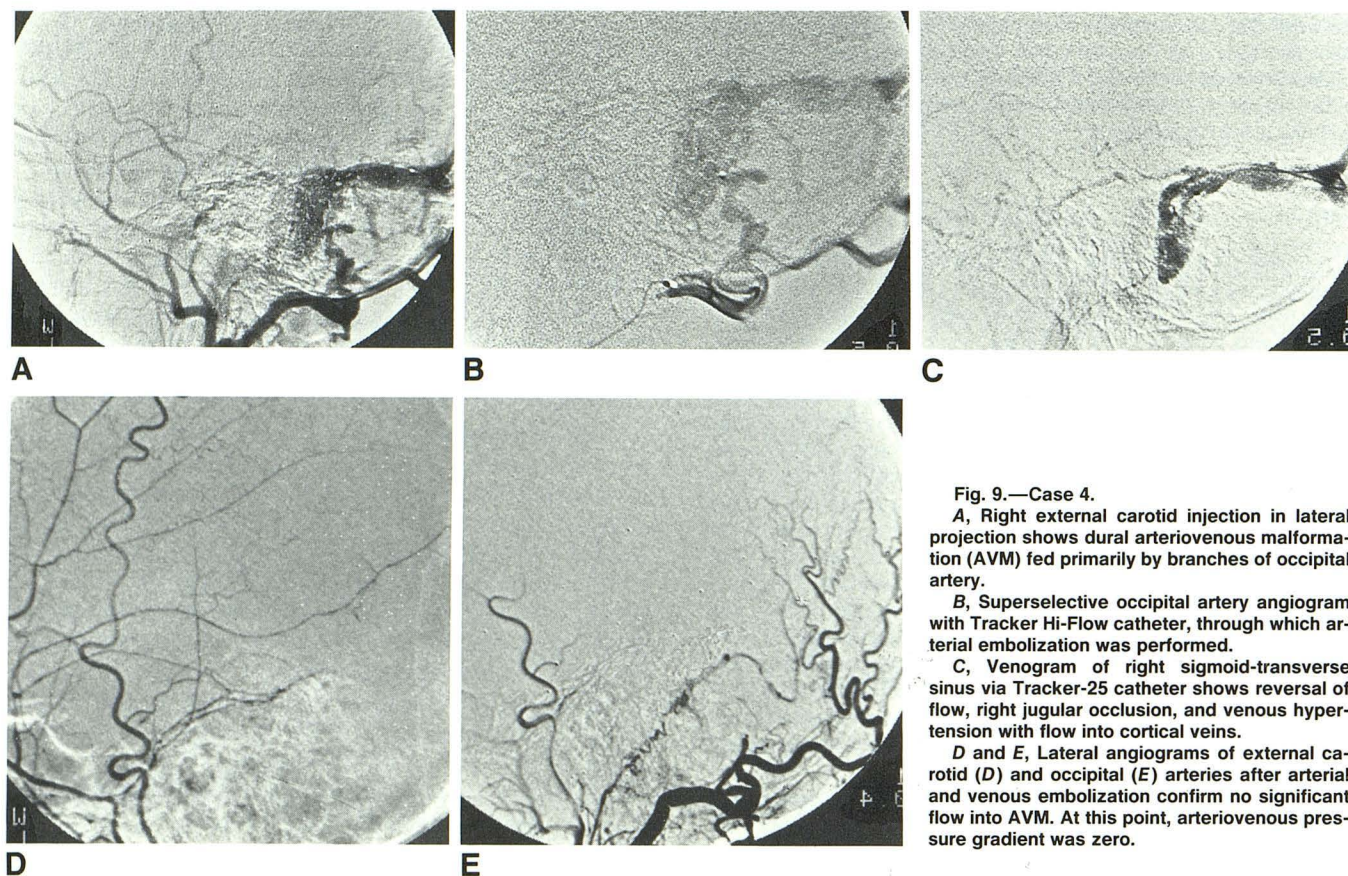 A
B
C
D
E
Fig. 9.—Case 4.
A, Right external carotid injection in lateral
projection shows dural arteriovenous malforma-
tion (AVM) fed primarily by branches of occipital
artery.
B, Superselective occipital artery angiogram
with Tracker Hi-Flow catheter, through which ar-
terial embolization was performed.
C, Venogram of right sigmoid-transverse
sinus via Tracker-25 catheter shows reversal of
flow, right jugular occlusion, and venous hyper-
tension with flow into cortical veins.
D and E, Lateral angiograms of external ca-
rotid (D) and occipital (E) arteries after arterial
and venous embolization confirm no significant
flow into AVM. At this point, arteriovenous pres-
sure gradient was zero.